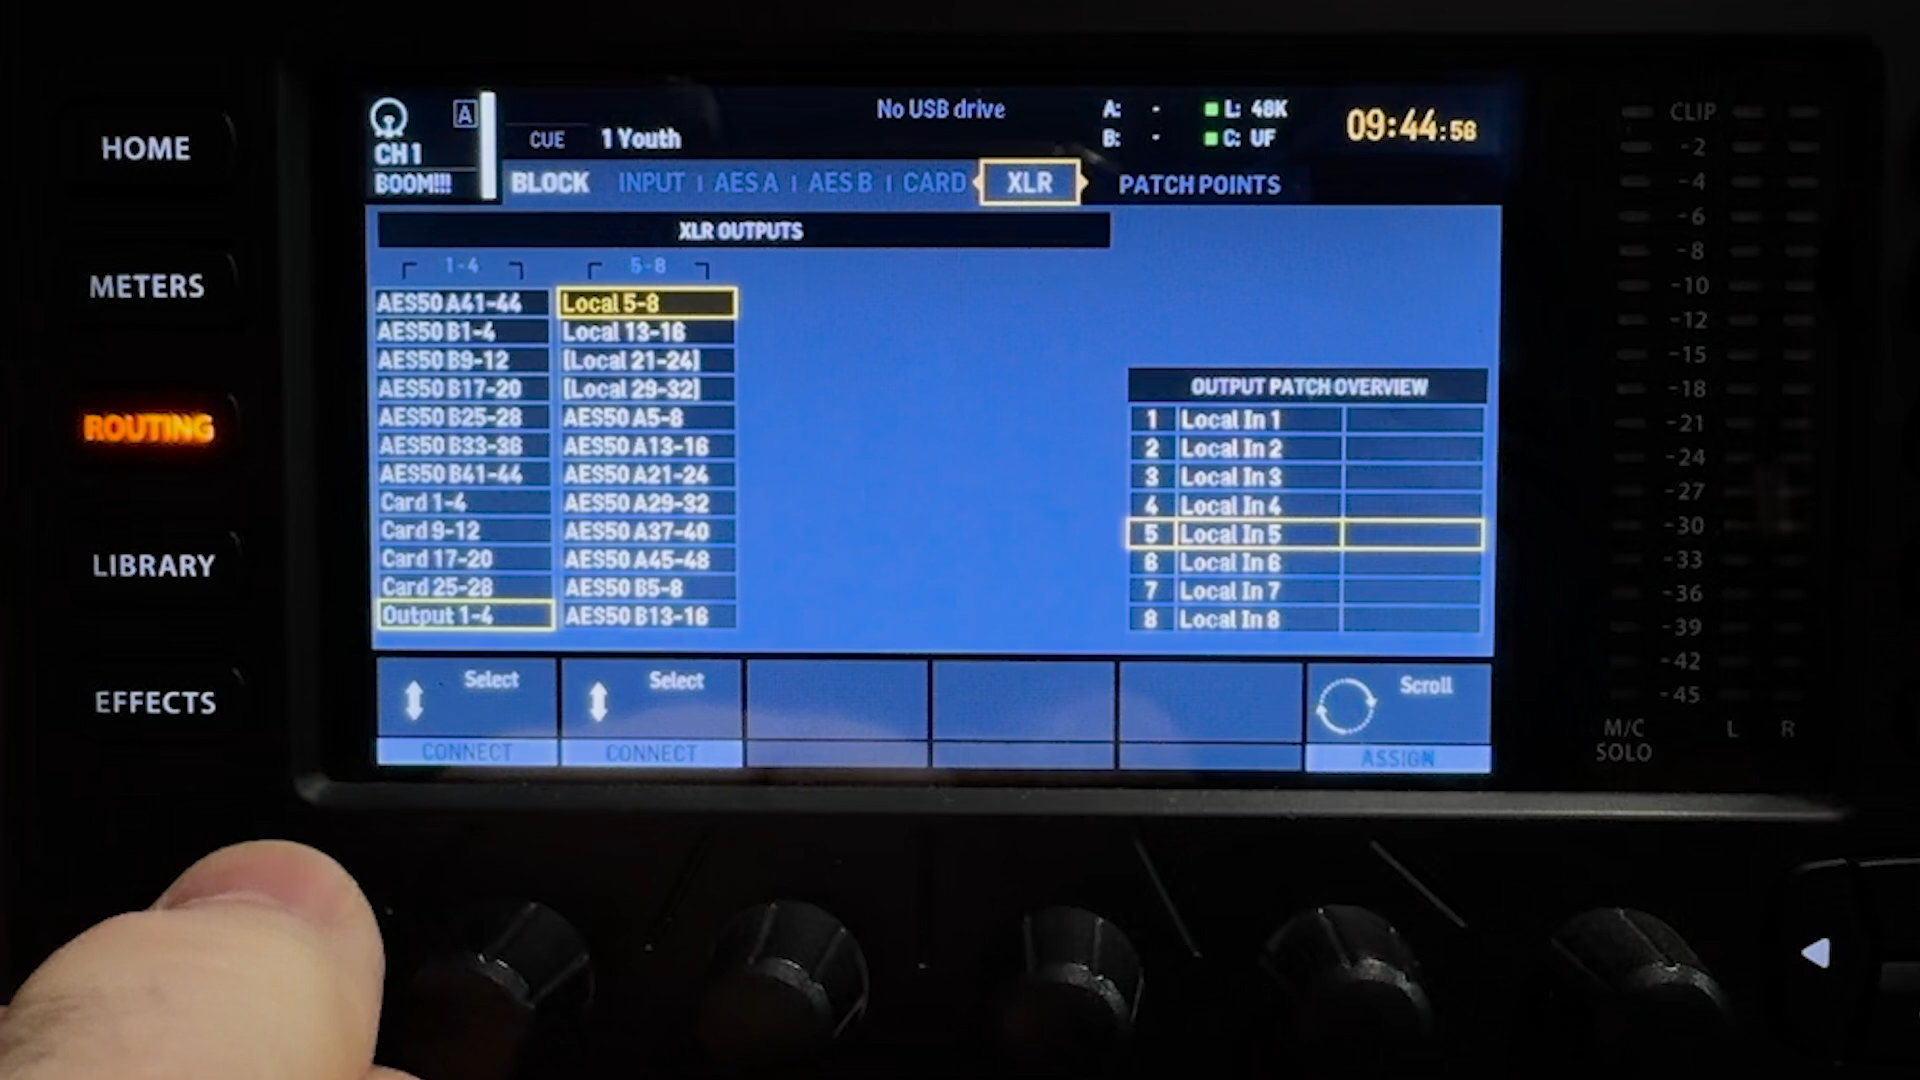 HOME
METERS
ROUTING
LIBRARY
EFFECTS
A
CH 1
BOOM!!!
CUE 1 Youth
No USB drive
A: - L: 48K
B: - C: UF
09:44:56
BLOCK INPUT | AES A | AES B | CARD XLR PATCH POINTS
XLR OUTPUTS
1-4 5-8
AES50 A41-44 Local 5-8
AES50 B1-4 Local 13-16
AES50 B9-12 [Local 21-24]
AES50 B17-20 [Local 29-32]
AES50 B25-28 AES50 A5-8
AES50 B33-36 AES50 A13-16
AES50 B41-44 AES50 A21-24
Card 1-4 AES50 A29-32
Card 9-12 AES50 A37-40
Card 17-20 AES50 A45-48
Card 25-28 AES50 B5-8
Output 1-4 AES50 B13-16
OUTPUT PATCH OVERVIEW
1 Local In 1
2 Local In 2
3 Local In 3
4 Local In 4
5 Local In 5
6 Local In 6
7 Local In 7
8 Local In 8
Select Select Scroll
CONNECT CONNECT ASSIGN
CLIP
-2
-4
-6
-8
-10
-12
-15
-18
-21
-24
-27
-30
-33
-36
-39
-42
-45
M/C L R
SOLO